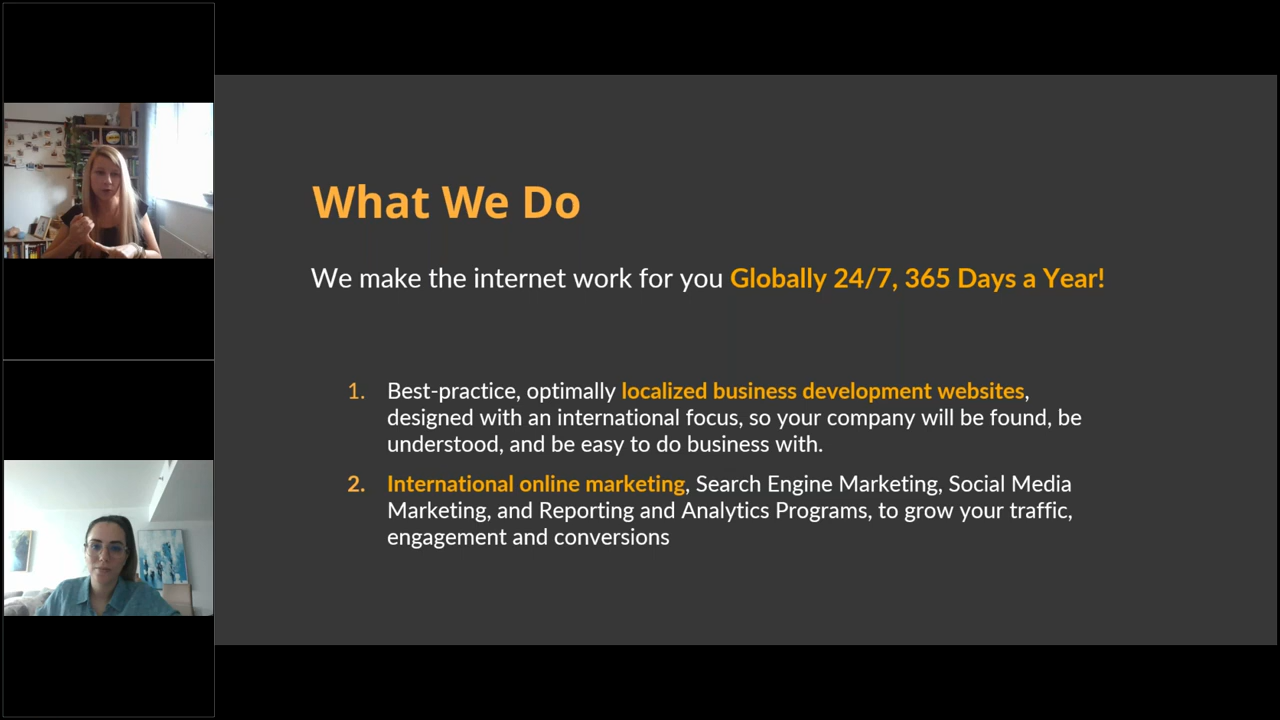 What We Do
We make the internet work for you Globally 24/7, 365 Days a Year!
1. Best-practice, optimally localized business development websites,
designed with an international focus, so your company will be found, be
understood, and be easy to do business with.
2. International online marketing, Search Engine Marketing, Social Media
Marketing, and Reporting and Analytics Programs, to grow your traffic,
engagement and conversions